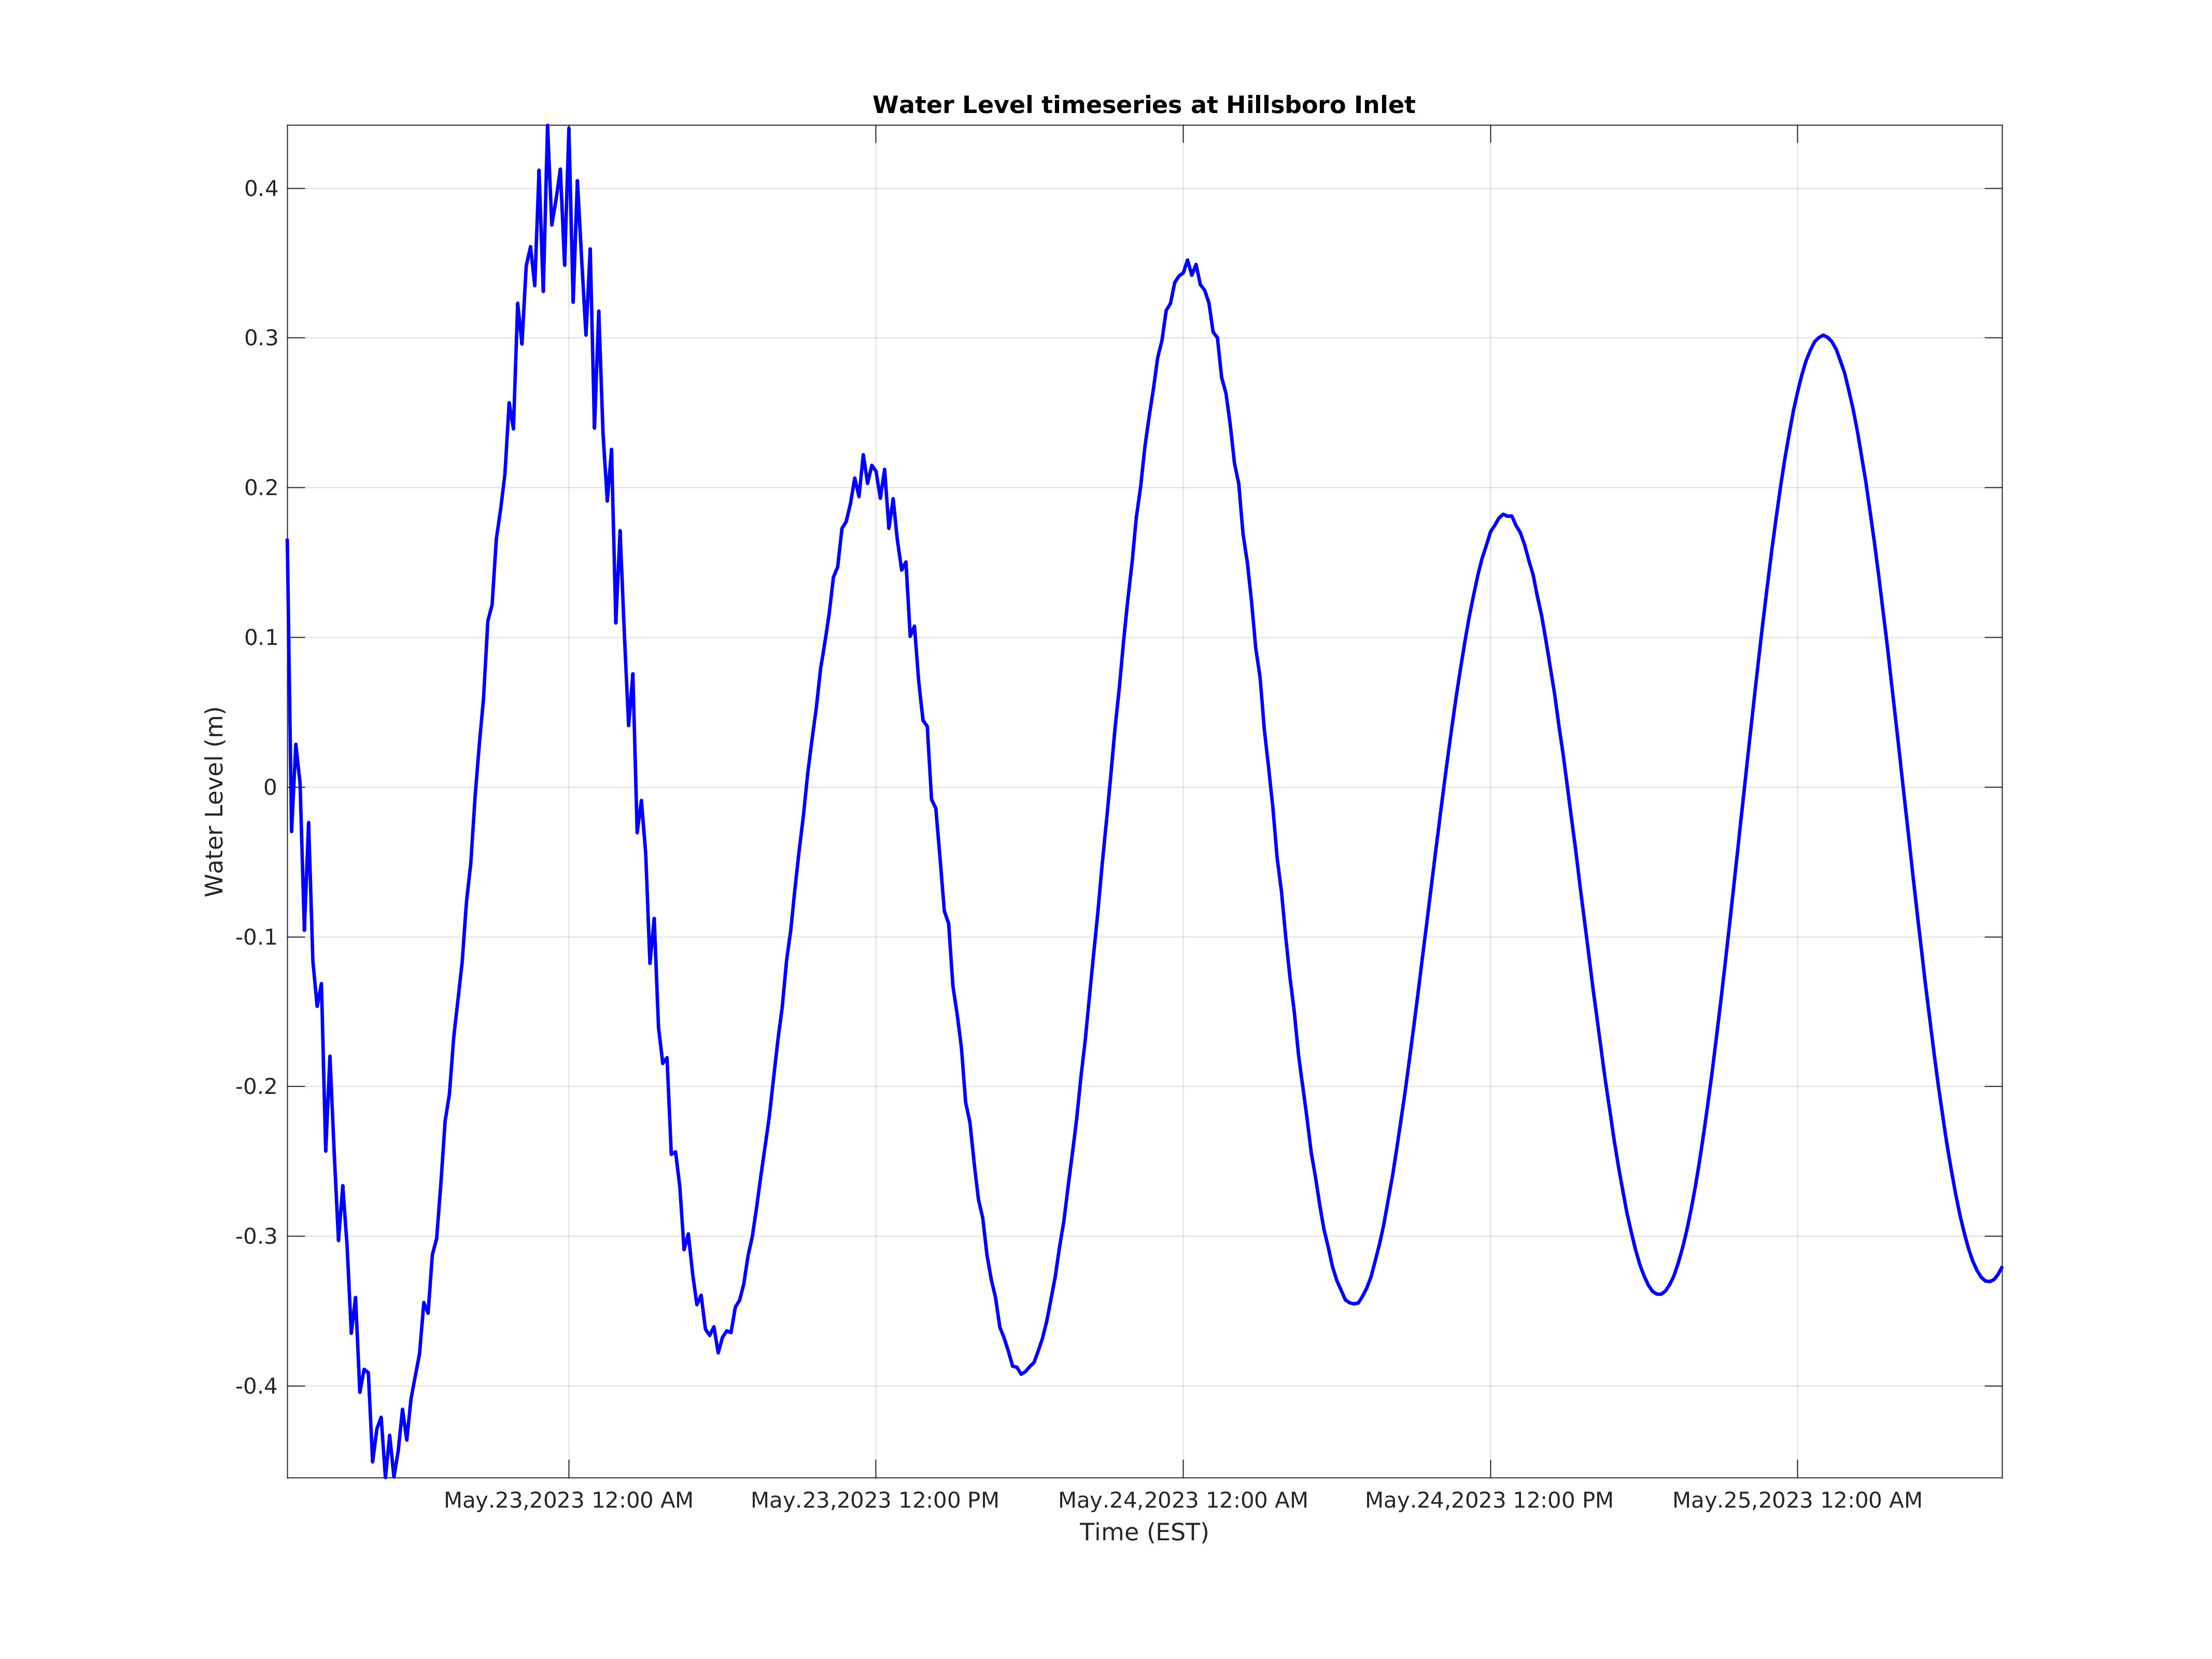 Water Level timeseries at Hillsboro Inlet
0.4
0.3
0.2
0.1
0
-0.1
-0.2
-0.3
-0.4
Water Level (m)
May.23,2023 12:00 AM
May.23,2023 12:00 PM
May.24,2023 12:00 AM
May.24,2023 12:00 PM
May.25,2023 12:00 AM
Time (EST)